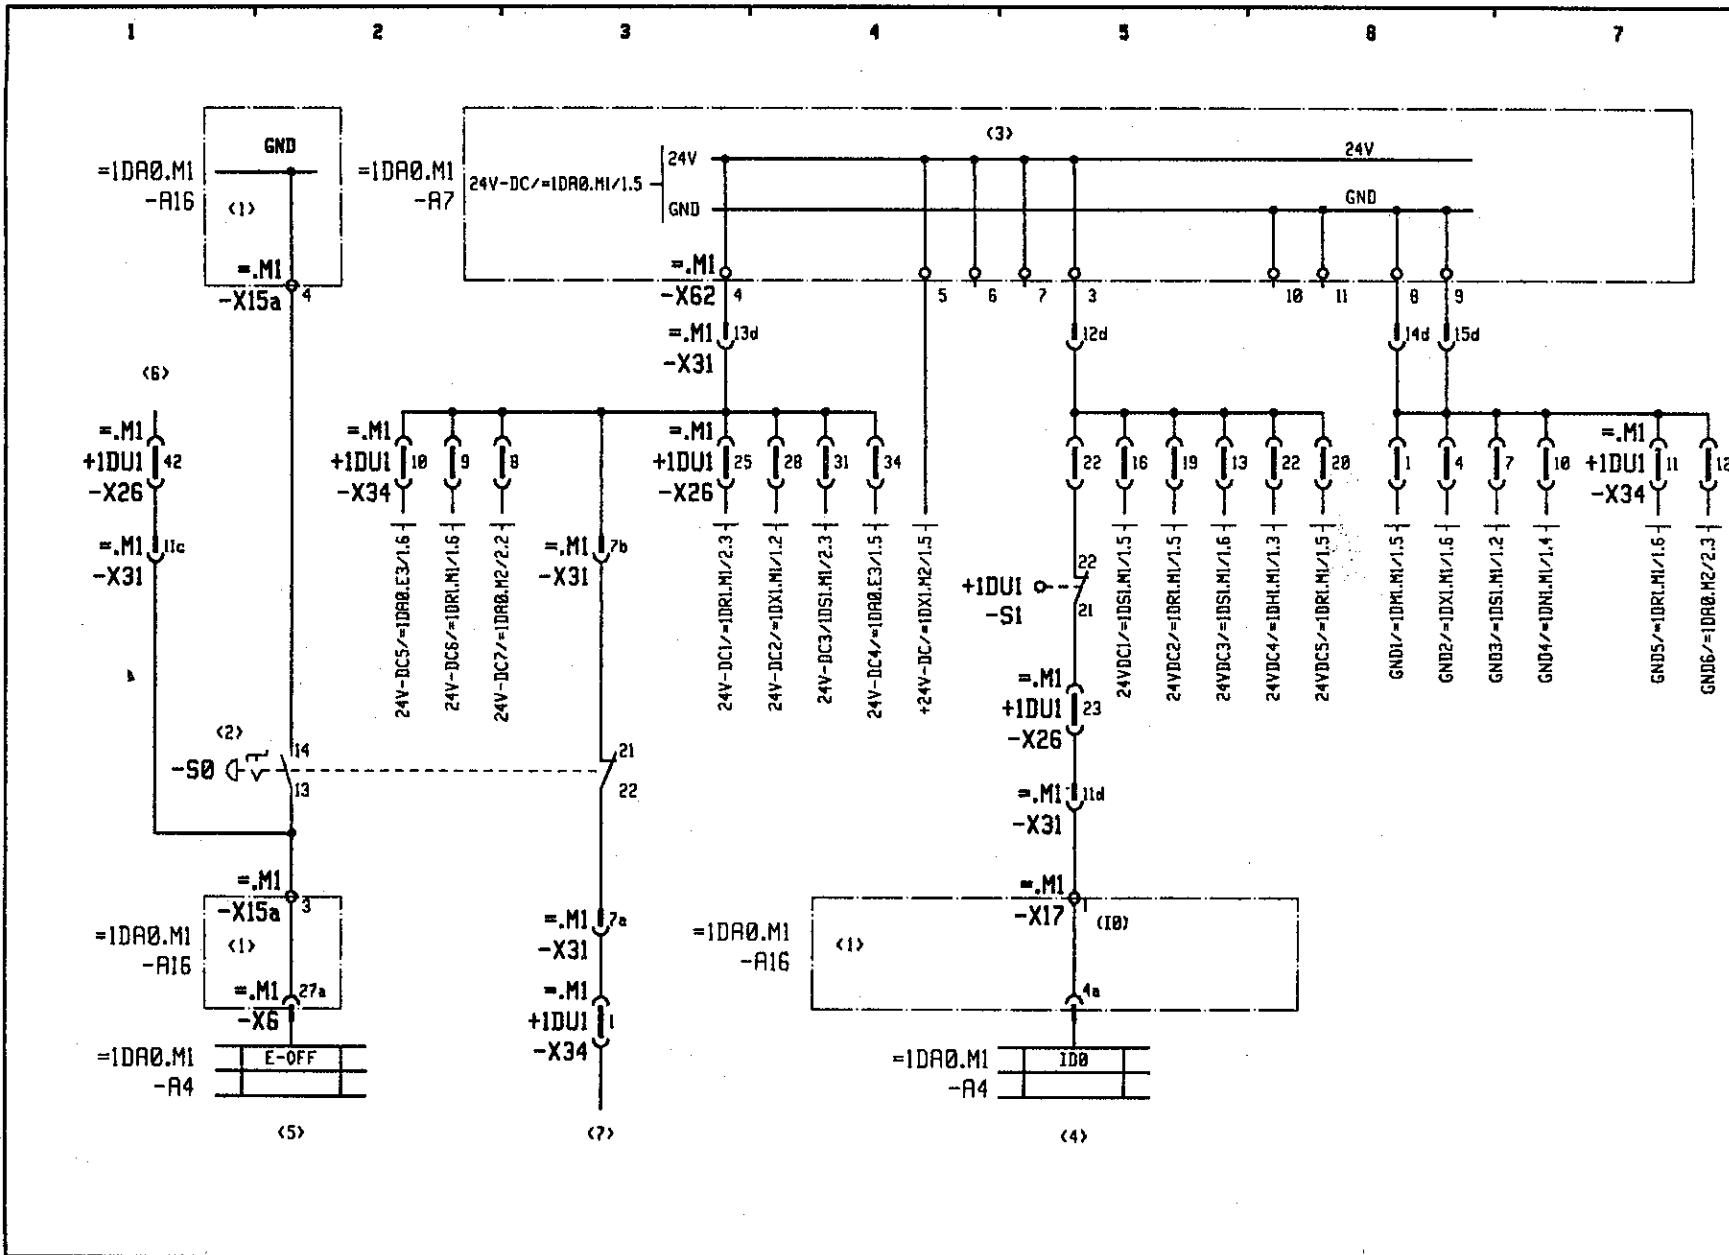 1 2 3 4 5 6 7
GND
=1DA0.M1
-A16
<1>
=.M1
-X15a
4
=1DA0.M1
-A7
24V-DC/=1DA0.M1/1.5
24V
GND
<3>
24V
GND
=.M1
-X62
4 5 6 7 3 10 11 8 9
=.M1
-X31
13d 12d 14d 15d
<6>
=.M1
+1DU1
-X26
42
=.M1
+1DU1
-X34
10 9 8
=.M1
+1DU1
-X26
25 28 31 34
22 16 19 13 22 20
1 4 7 10
=.M1
+1DU1
-X34
11 12
=.M1
-X31
11c
24V-DC5/=1DA0.E3/1.6
24V-DC6/=1DR1.M1/1.6
24V-DC7/=1DA0.M2/2.2
=.M1
-X31
7b
24V-DC1/=1DR1.M1/2.3
24V-DC2/=1DX1.M1/1.2
24V-DC3/1DS1.M1/2.3
24V-DC4/=1DA0.E3/1.5
+24V-DC/=1DX1.M2/1.5
+1DU1
-S1
22
21
24VDC1/=1DS1.M1/1.5
24VDC2/=1DR1.M1/1.5
24VDC3/=1DS1.M1/1.6
24VDC4/=1DH1.M1/1.3
24VDC5/=1DR1.M1/1.5
GND1/=1DM1.M1/1.5
GND2/=1DX1.M1/1.6
GND3/=1DS1.M1/1.2
GND4/=1DN1.M1/1.4
GND5/=1DR1.M1/1.6
GND6/=1DA0.M2/2.3
=.M1
+1DU1
-X26
23
<2>
-S0
14
13
21
22
=.M1
-X31
11d
=.M1
-X15a
3
=1DA0.M1
-A16
<1>
=.M1
-X6
27a
=.M1
-X31
7a
=.M1
+1DU1
-X34
1
=.M1
-X17
1
(I0)
=1DA0.M1
-A16
<1>
4a
=1DA0.M1
-A4
E-OFF
=1DA0.M1
-A4
ID0
<5>
<7>
<4>